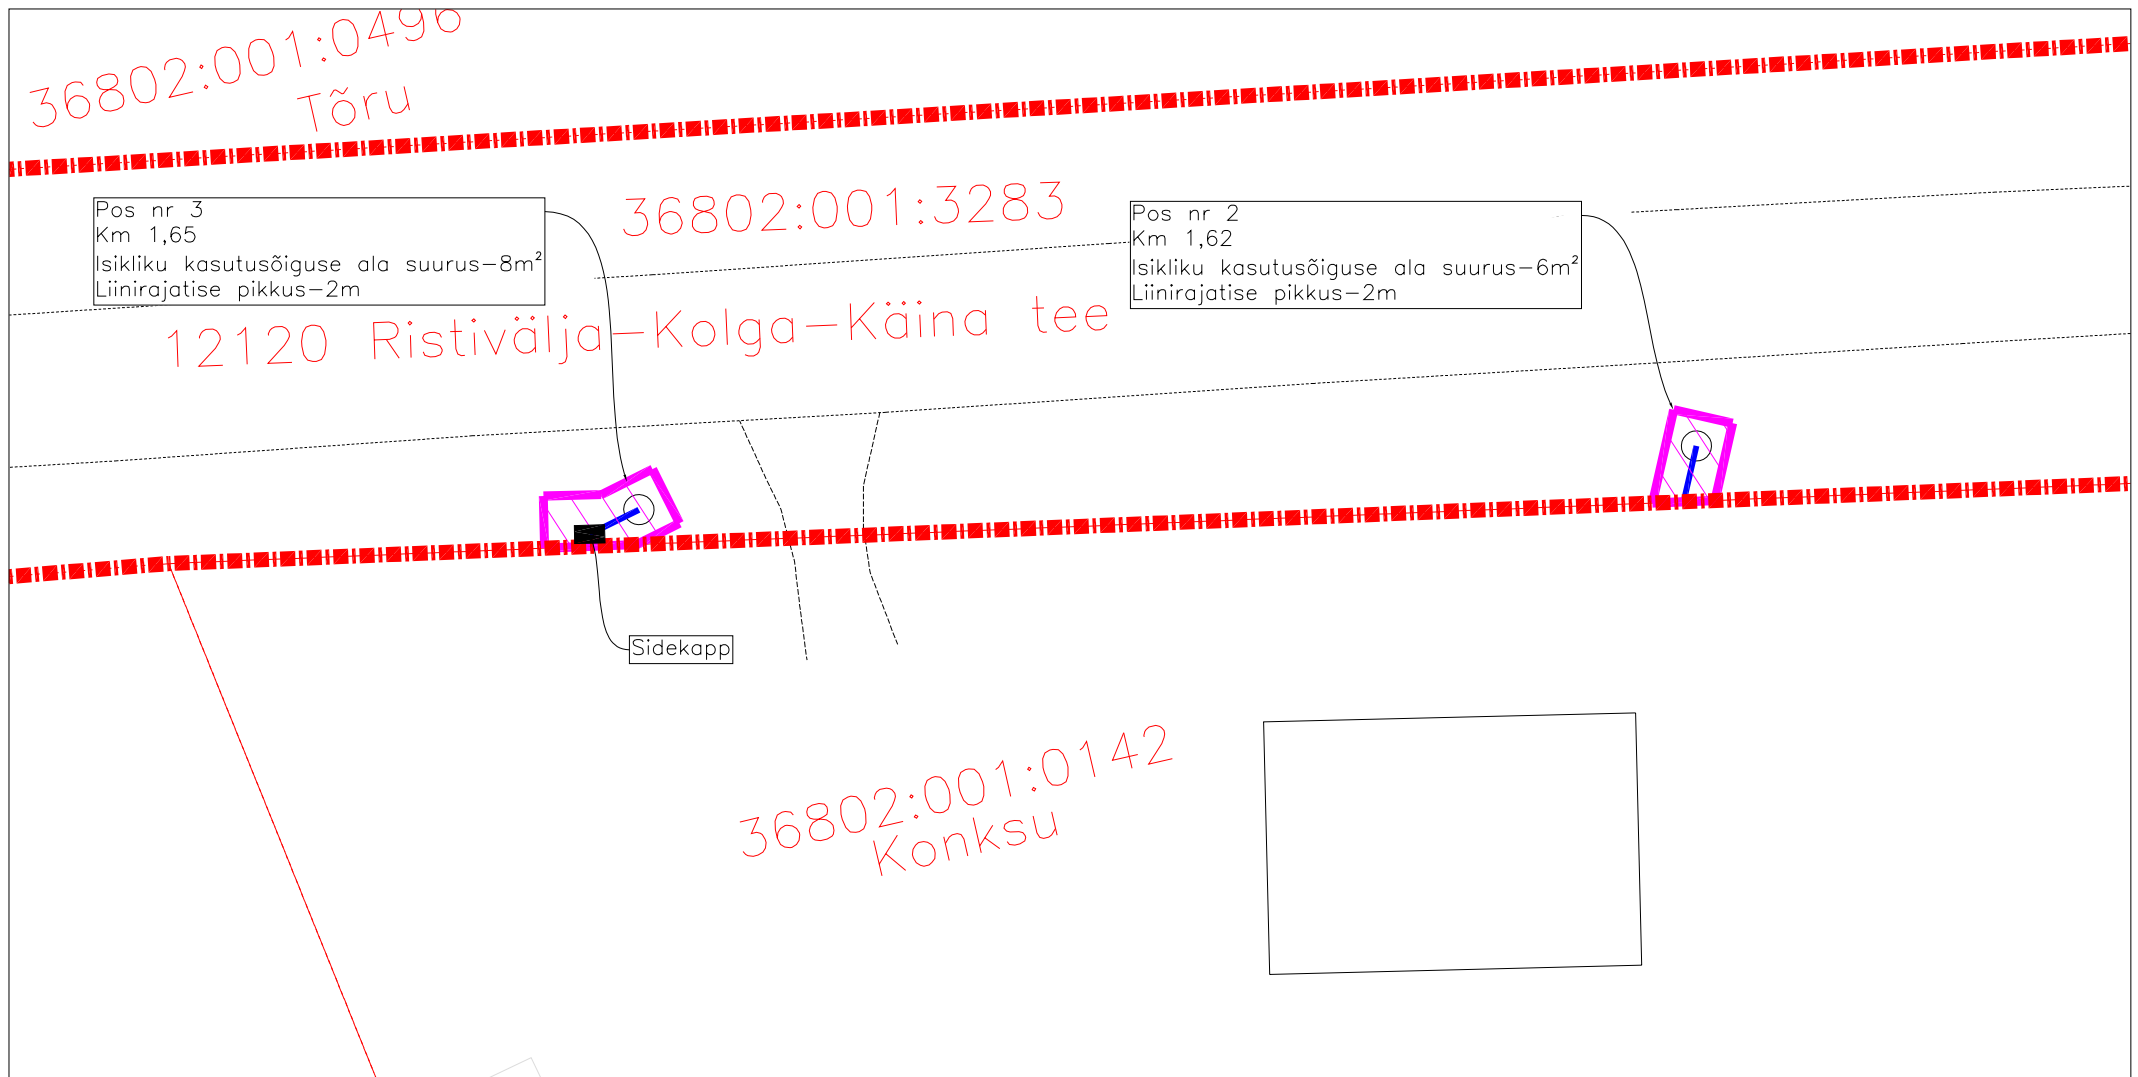 36802:001:0496
Tõru
36802:001:3283
Pos nr 3
Km 1,65
Isikliku kasutusõiguse ala suurus-8m²
Liinirajatise pikkus-2m
Pos nr 2
Km 1,62
Isikliku kasutusõiguse ala suurus-6m²
Liinirajatise pikkus-2m
12120 Ristivälja-Kolga-Käina tee
Sidekapp
36802:001:0142
Konksu